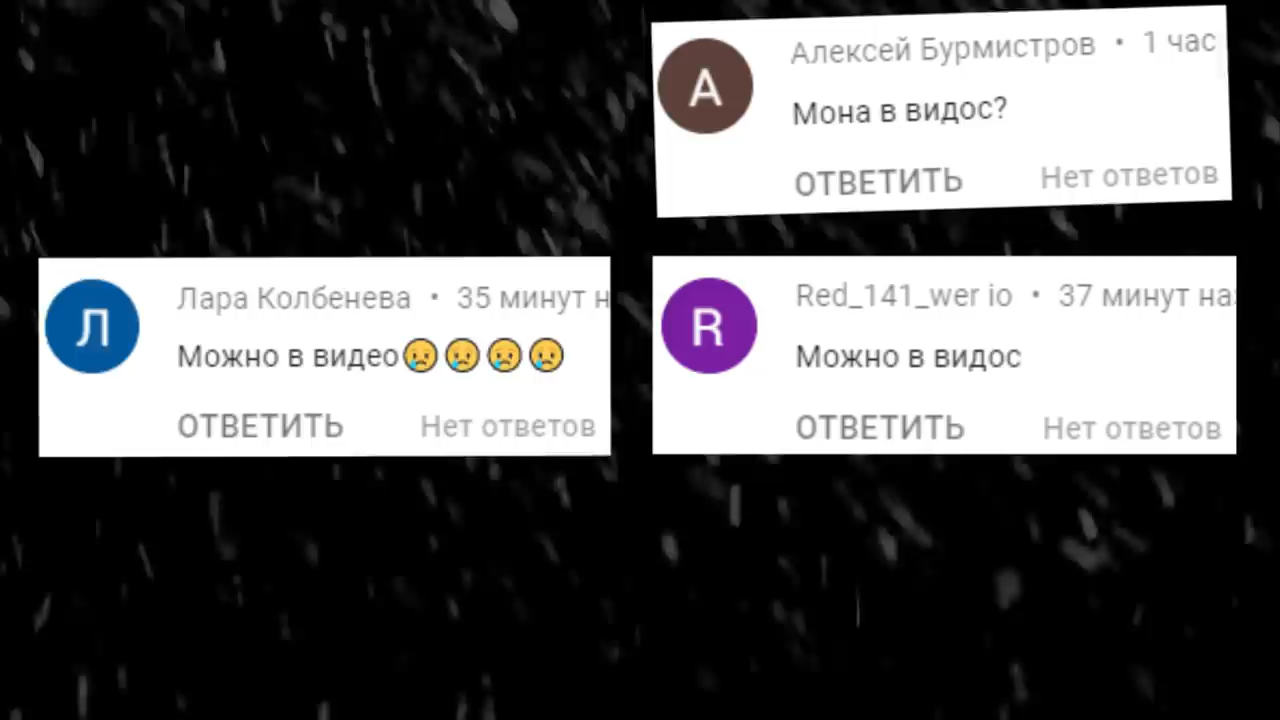 А
Алексей Бурмистров • 1 час
Мона в видос?
ОТВЕТИТЬ Нет ответов
Л
Лара Колбенева • 35 минут н
Можно в видео😢😢😢😢
ОТВЕТИТЬ Нет ответов
R
Red_141_wer io • 37 минут на
Можно в видос
ОТВЕТИТЬ Нет ответов